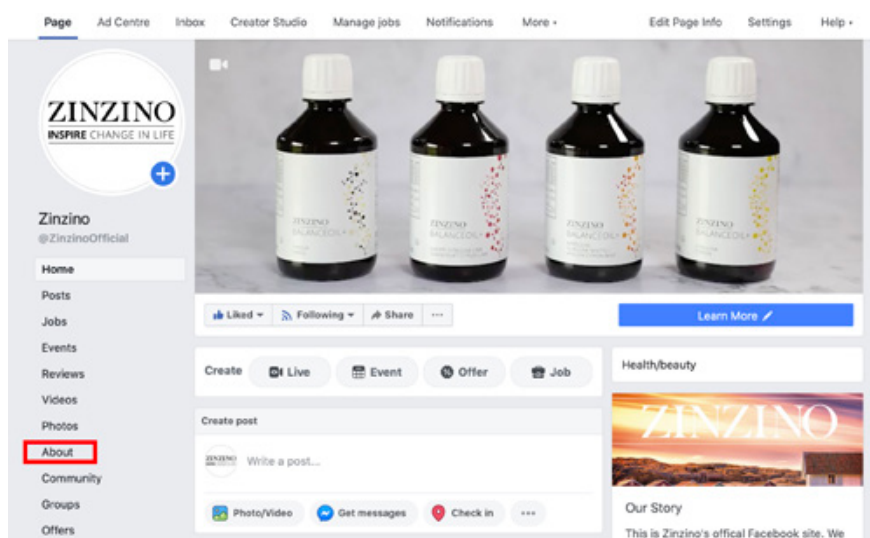 Page Ad Centre Inbox Creator Studio Manage jobs Notifications More Edit Page Info Settings Help
ZINZINO
INSPIRE CHANGE IN LIFE
Zinzino
@ZinzinoOfficial
Home
Posts
Jobs
Events
Reviews
Videos
Photos
About
Community
Groups
Offers
ZINZINO ZINZINO ZINZINO ZINZINO
BALANCEOIL+ BALANCEOIL+ BALANCEOIL+ BALANCEOIL+
Liked Following Share ...
Learn More
Create Live Event Offer Job
Create post
ZINZINO Write a post...
Photo/Video Get messages Check in ...
Health/beauty
ZINZINO
Our Story
This is Zinzino's offical Facebook site. We